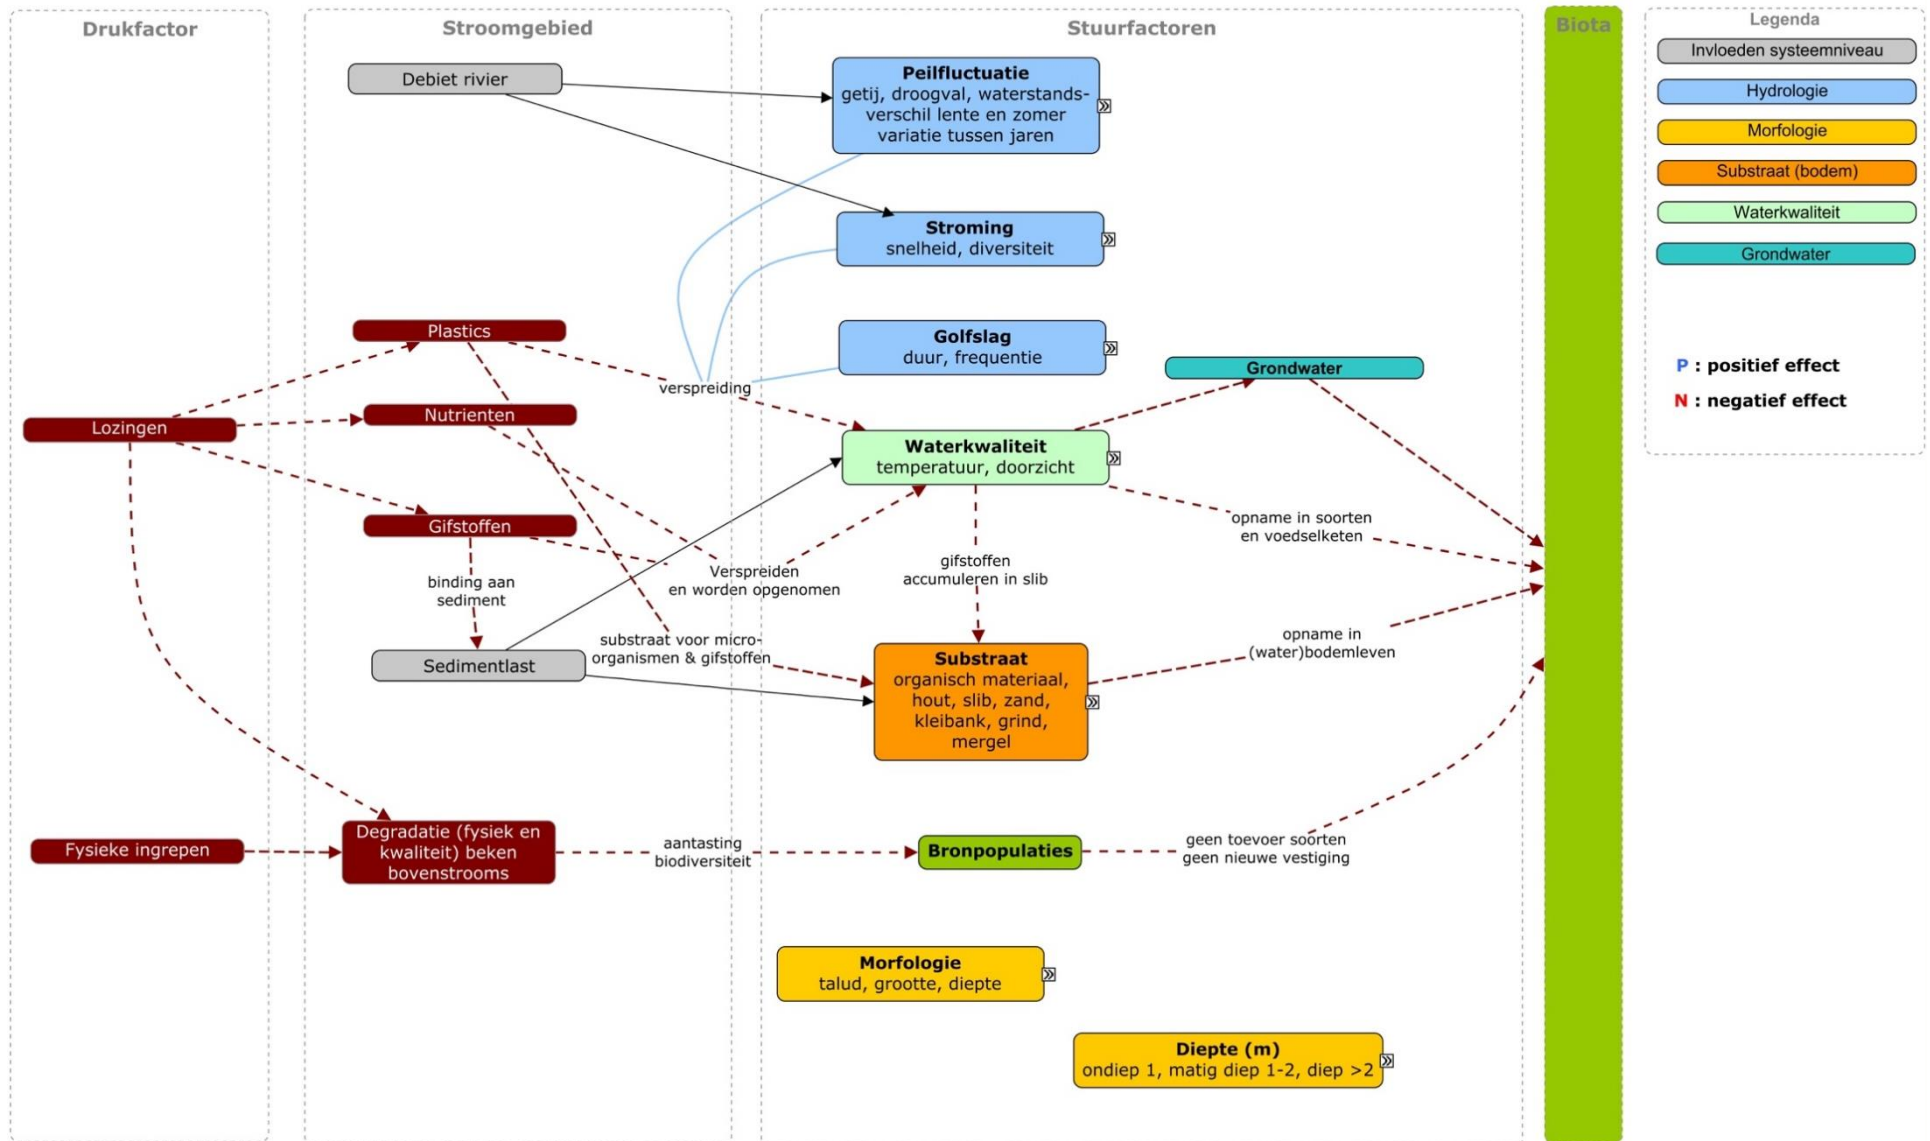 Drukfactor
Stroomgebied
Stuurfactoren
Biota
Legenda
Invloeden systeemniveau
Hydrologie
Morfologie
Substraat (bodem)
Waterkwaliteit
Grondwater
P : positief effect
N : negatief effect
Debiet rivier
Peilfluctuatie
getij, droogval, waterstands-
verschil lente en zomer
variatie tussen jaren
Stroming
snelheid, diversiteit
Golfslag
duur, frequentie
Plastics
verspreiding
Grondwater
Lozingen
Nutrienten
Waterkwaliteit
temperatuur, doorzicht
Gifstoffen
opname in soorten
en voedselketen
binding aan
sediment
Verspreiden
en worden opgenomen
gifstoffen
accumuleren in slib
Sedimentlast
substraat voor micro-
organismen & gifstoffen
Substraat
organisch materiaal,
hout, slib, zand,
kleibank, grind,
mergel
opname in
(water)bodemleven
Fysieke ingrepen
Degradatie (fysiek en
kwaliteit) beken
bovenstrooms
aantasting
biodiversiteit
Bronpopulaties
geen toevoer soorten
geen nieuwe vestiging
Morfologie
talud, grootte, diepte
Diepte (m)
ondiep 1, matig diep 1-2, diep >2